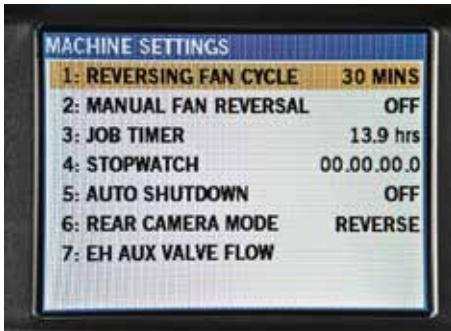 MACHINE SETTINGS
1: REVERSING FAN CYCLE 30 MINS
2: MANUAL FAN REVERSAL OFF
3: JOB TIMER 13.9 hrs
4: STOPWATCH 00.00.00.0
5: AUTO SHUTDOWN OFF
6: REAR CAMERA MODE REVERSE
7: EH AUX VALVE FLOW